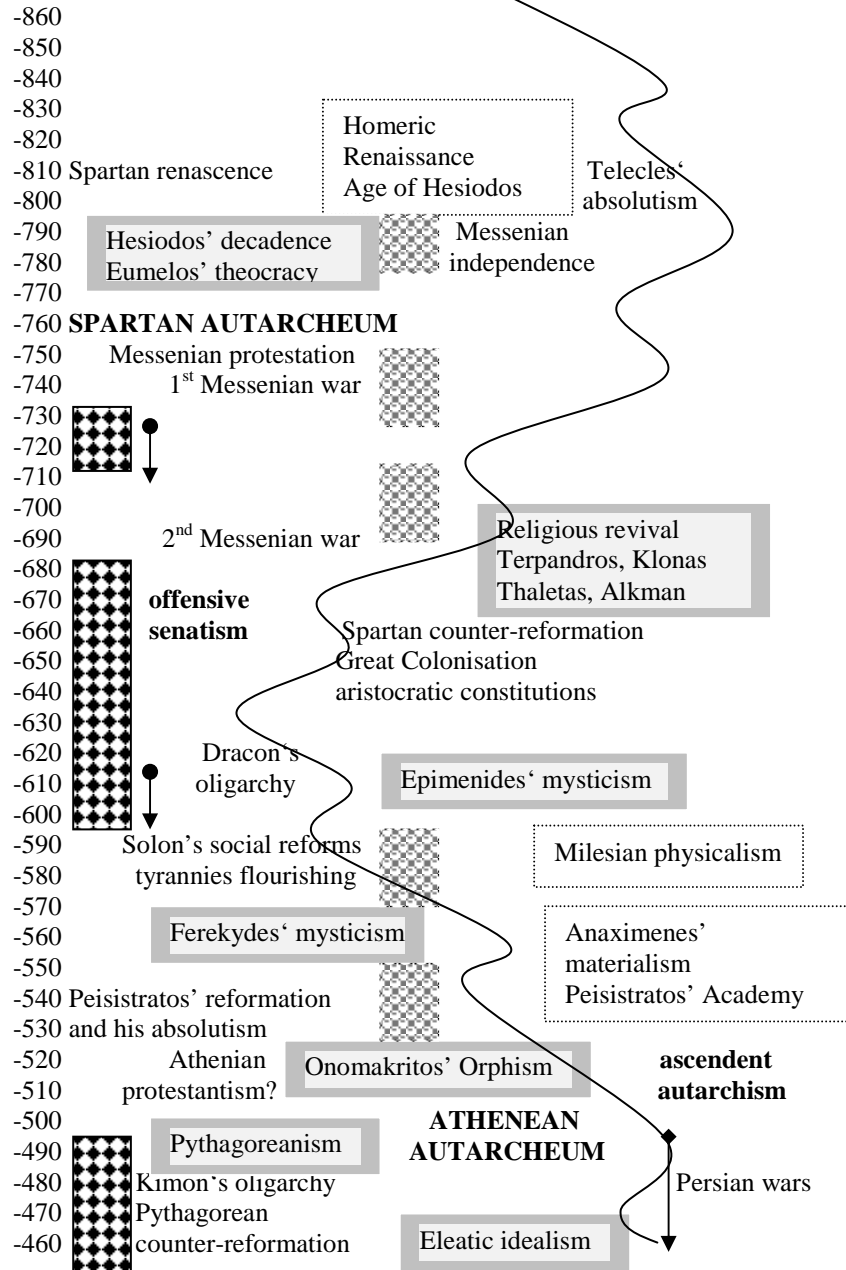 -860
-850
-840
-830
Homeric
-820
Renaissance
-810 Spartan renascence
Age of Hesiodos
Telecles‘
absolutism
-800
-790
Hesiodos’ decadence
Eumelos’ theocracy
Messenian
independence
-780
-770
-760 SPARTAN AUTARCHEUM
-750 Messenian protestation
-740 1st Messenian war
-730
-720
-710
-700
-690 2nd Messenian war
Religious revival
Terpandros, Klonas
Thaletas, Alkman
-680
-670 offensive
-660 senatism
Spartan counter-reformation
-650 Great Colonisation
-640 aristocratic constitutions
-630
-620 Dracon‘s
-610 oligarchy
Epimenides‘ mysticism
-600
-590 Solon’s social reforms
Milesian physicalism
-580 tyrannies flourishing
-570
-560 Ferekydes‘ mysticism
Anaximenes’
materialism
Peisistratos’ Academy
-550
-540 Peisistratos’ reformation
-530 and his absolutism
-520 Athenian
-510 protestantism?
Onomakritos’ Orphism
ascendent
autarchism
-500 ATHENEAN
AUTARCHEUM
-490 Pythagoreanism
-480 Kimon’s oligarchy
Persian wars
-470 Pythagorean
-460 counter-reformation
Eleatic idealism